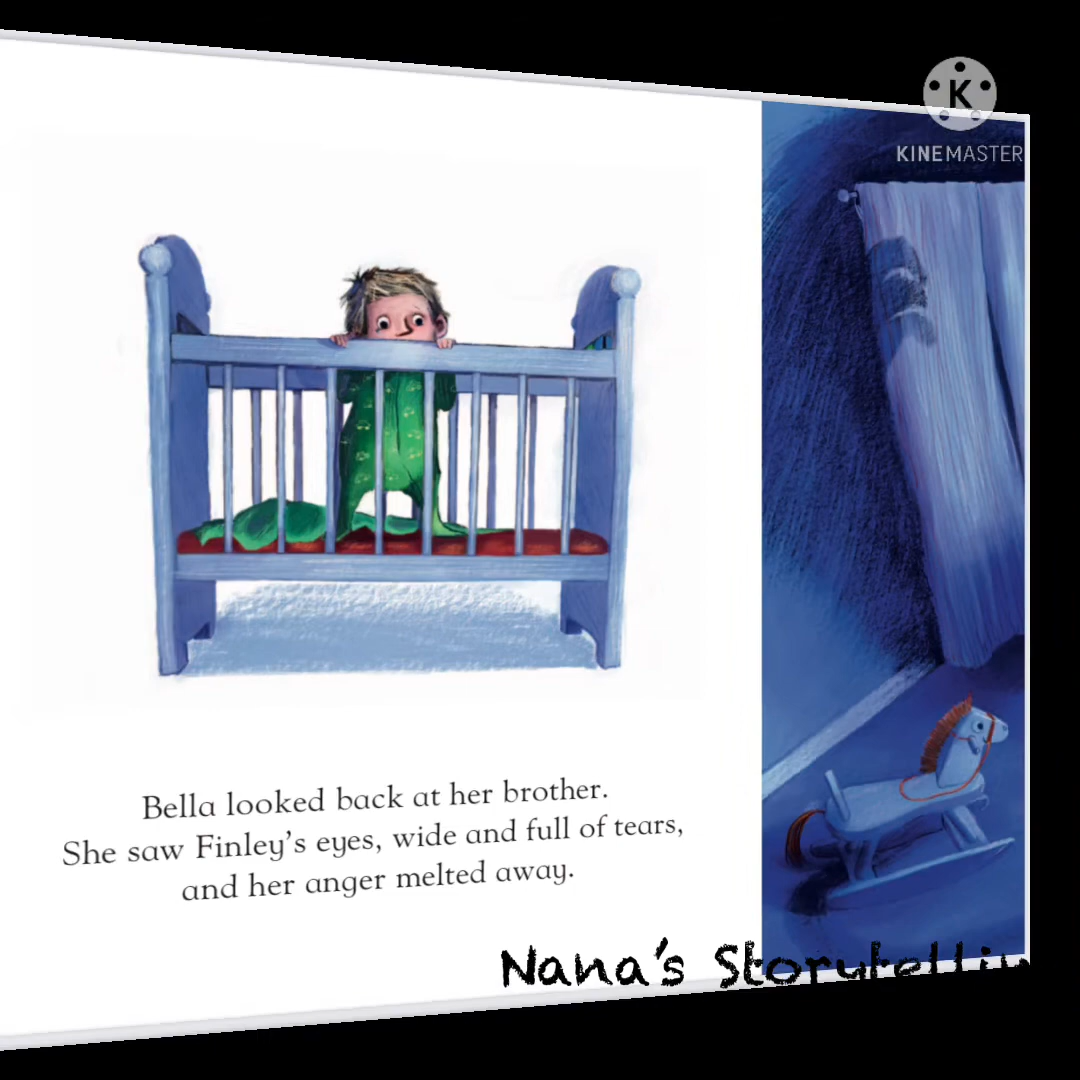 K
KINEMASTER
Bella looked back at her brother.
She saw Finley's eyes, wide and full of tears,
and her anger melted away.
Nana's Storytellin